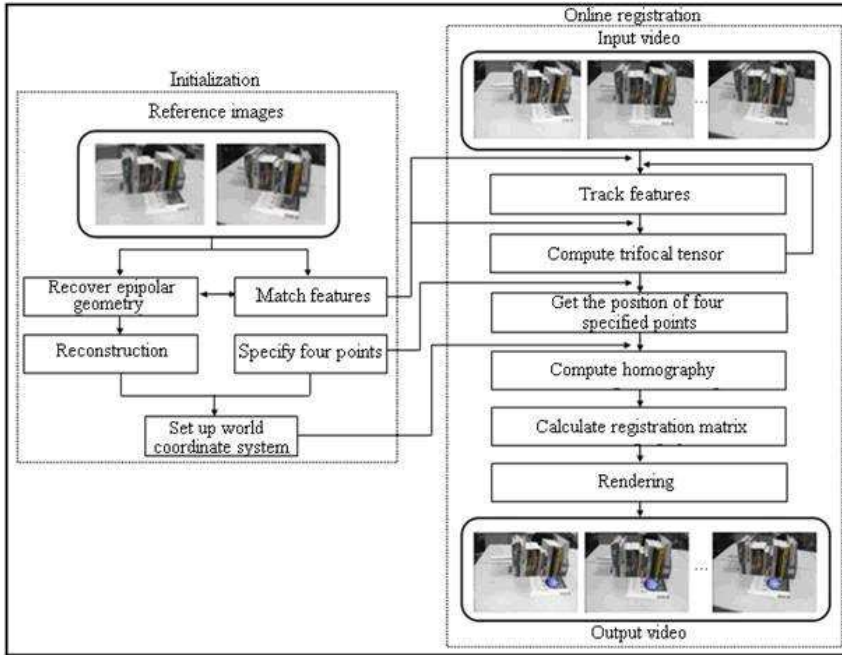 Initialization
Reference images
Recover epipolar
geometry
Match features
Reconstruction
Specify four points
Set up world
coordinate system
Online registration
Input video
...
Track features
Compute trifocal tensor
Get the position of four
specified points
Compute homography
Calculate registration matrix
Rendering
...
Output video